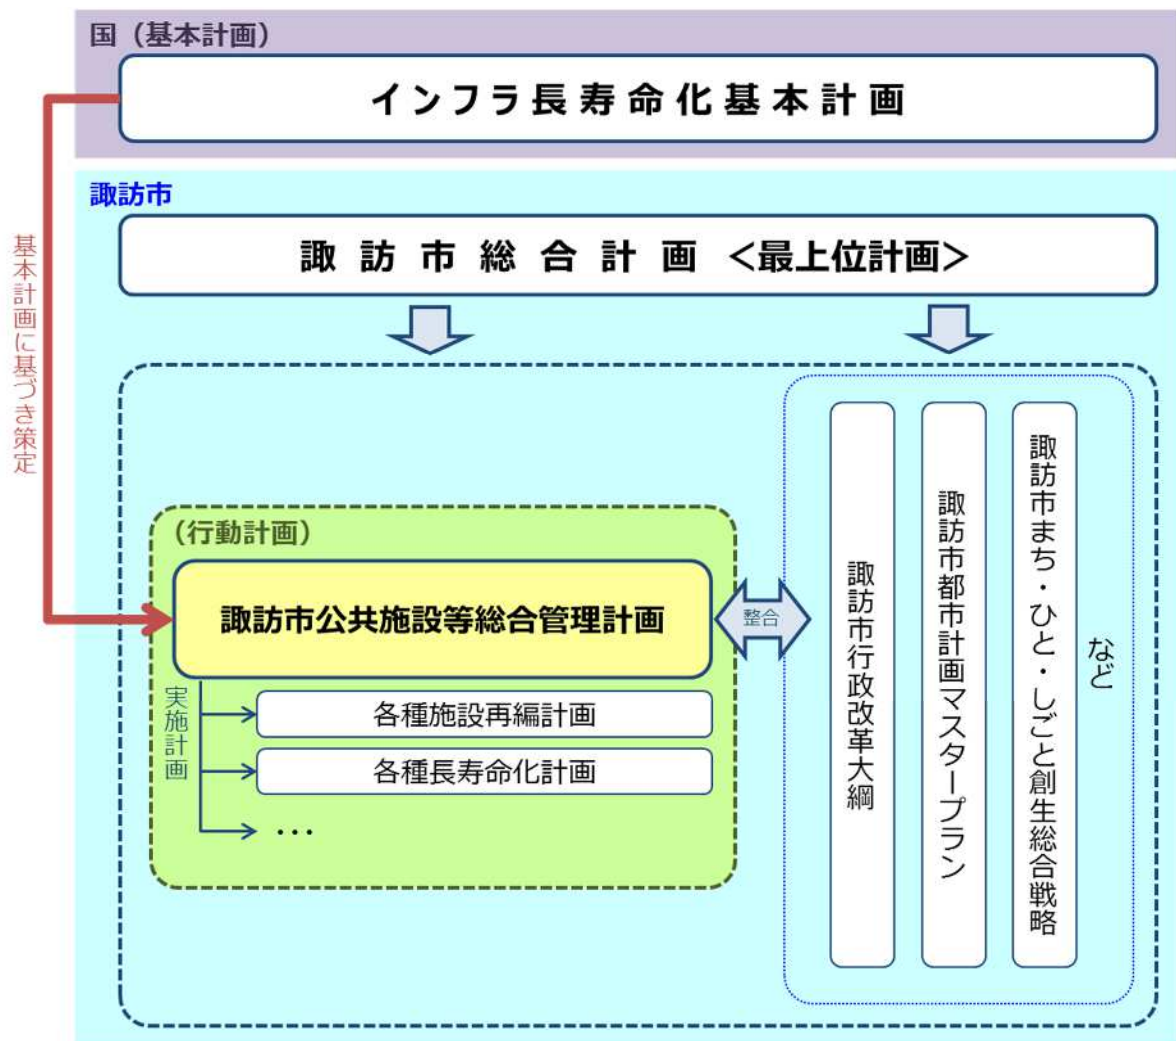 国（基本計画）
インフラ長寿命化基本計画
基本計画に基づき策定
諏訪市
諏訪市総合計画 <最上位計画>
（行動計画）
諏訪市公共施設等総合管理計画
実施計画
各種施設再編計画
各種長寿命化計画
・・・
整合
諏訪市行政改革大綱
諏訪市都市計画マスタープラン
諏訪市まち・ひと・しごと創生総合戦略
など